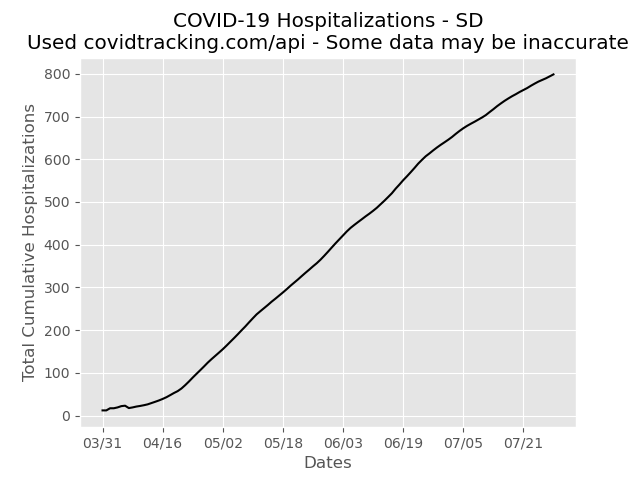 COVID-19 Hospitalizations - SD
Used covidtracking.com/api - Some data may be inaccurate
Total Cumulative Hospitalizations
800
700
600
500
400
300
200
100
0
03/31 04/16 05/02 05/18 06/03 06/19 07/05 07/21
Dates